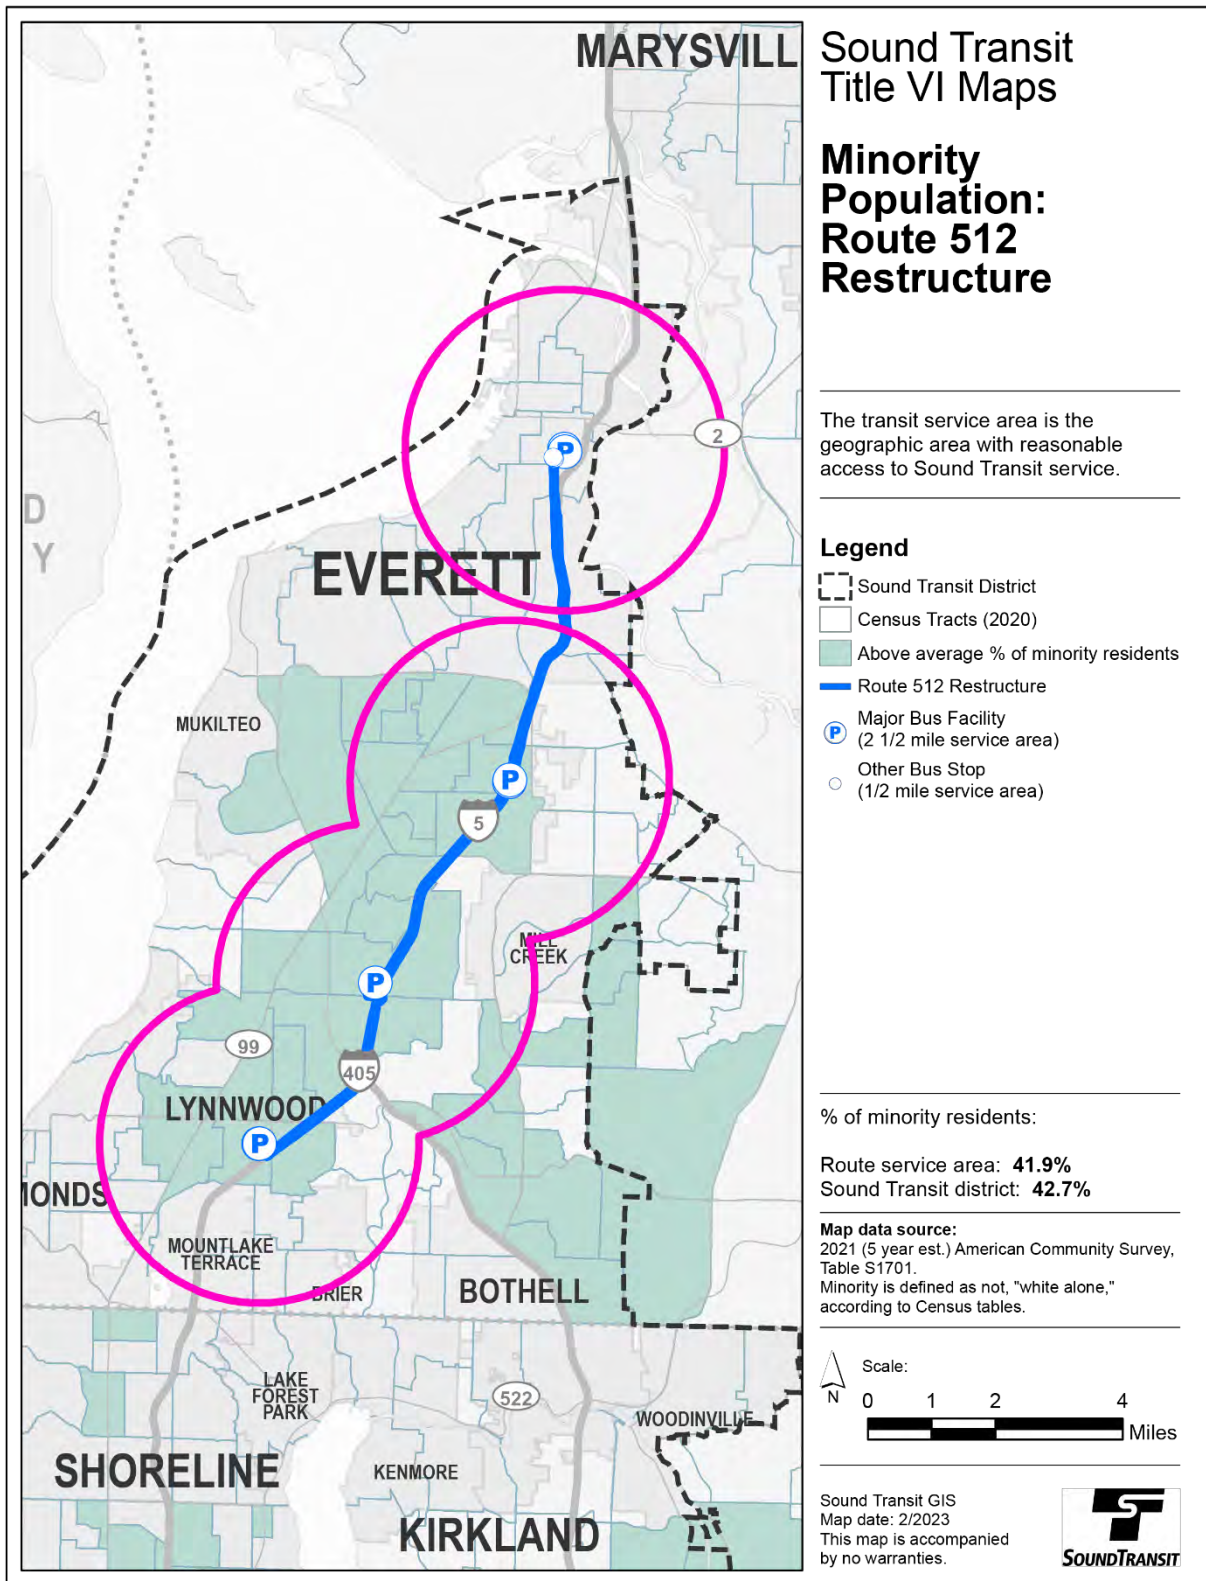 MARYSVILL
D
Y
2
EVERETT
MUKILTEO
5
MILL
CREEK
99
405
LYNNWOOD
MONDS
MOUNTLAKE
TERRACE
BRIER
BOTHELL
LAKE
FOREST
PARK
522
WOODINVILLE
SHORELINE
KENMORE
KIRKLAND
P
P
P
P
Sound Transit
Title VI Maps
Minority
Population:
Route 512
Restructure
The transit service area is the
geographic area with reasonable
access to Sound Transit service.
Legend
Sound Transit District
Census Tracts (2020)
Above average % of minority residents
Route 512 Restructure
P
Major Bus Facility
(2 1/2 mile service area)
Other Bus Stop
(1/2 mile service area)
% of minority residents:
Route service area: 41.9%
Sound Transit district: 42.7%
Map data source:
2021 (5 year est.) American Community Survey,
Table S1701.
Minority is defined as not, "white alone,"
according to Census tables.
N
Scale:
0 1 2 4
Miles
Sound Transit GIS
Map date: 2/2023
This map is accompanied
by no warranties.
SOUNDTRANSIT